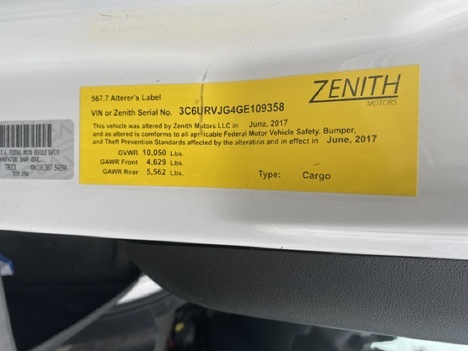 567.7 Alterer's Label
ZENITH
MOTORS
VIN or Zenith Serial No. 3C6URVJG4GE109358
This vehicle was altered by Zenith Motors LLC in June, 2017
as altered is conforms to all applicable Federal Motor Vehicle Safety, Bumper,
and Theft Prevention Standards affected by the alteration and in effect in June, 2017
GVWR 10,050 Lbs.
GAWR Front 4,629 Lbs.
GAWR Rear 5,562 Lbs.
Type: Cargo
TRUCK